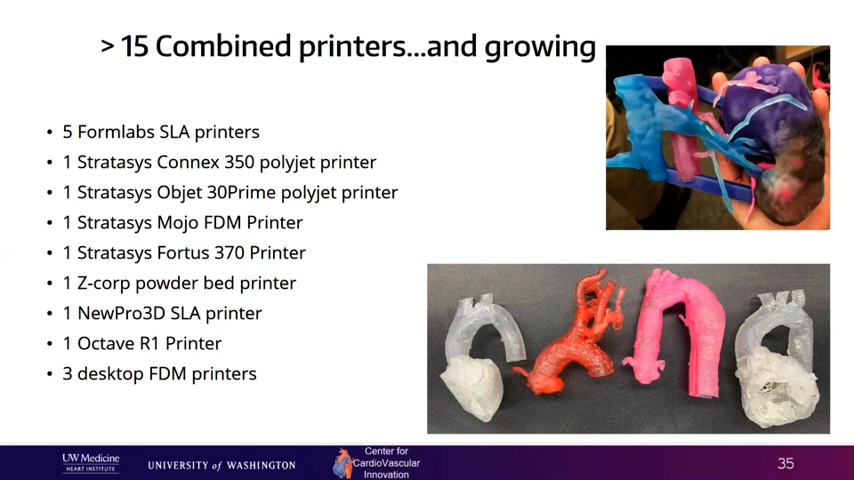 > 15 Combined printers...and growing
• 5 Formlabs SLA printers
• 1 Stratasys Connex 350 polyjet printer
• 1 Stratasys Objet 30Prime polyjet printer
• 1 Stratasys Mojo FDM Printer
• 1 Stratasys Fortus 370 Printer
• 1 Z-corp powder bed printer
• 1 NewPro3D SLA printer
• 1 Octave R1 Printer
• 3 desktop FDM printers
UW Medicine
HEART INSTITUTE
UNIVERSITY of WASHINGTON
Center for
CardioVascular
Innovation
35